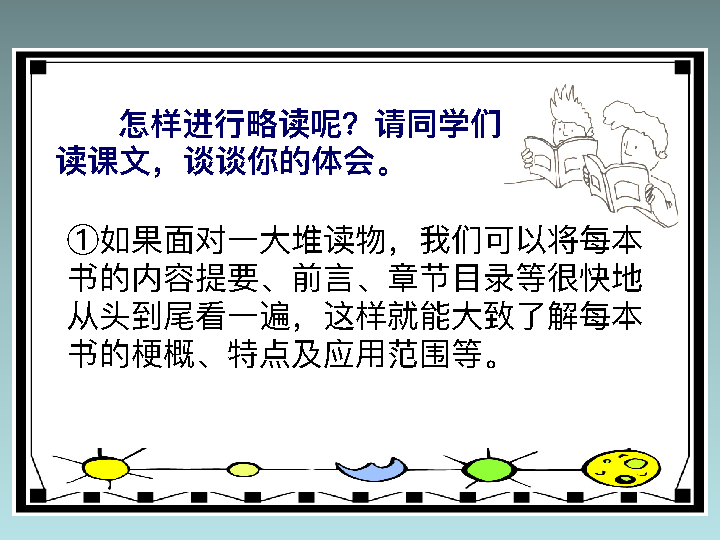 怎样进行略读呢？请同学们
读课文，谈谈你的体会。
①如果面对一大堆读物，我们可以将每本
书的内容提要、前言、章节目录等很快地
从头到尾看一遍，这样就能大致了解每本
书的梗概、特点及应用范围等。